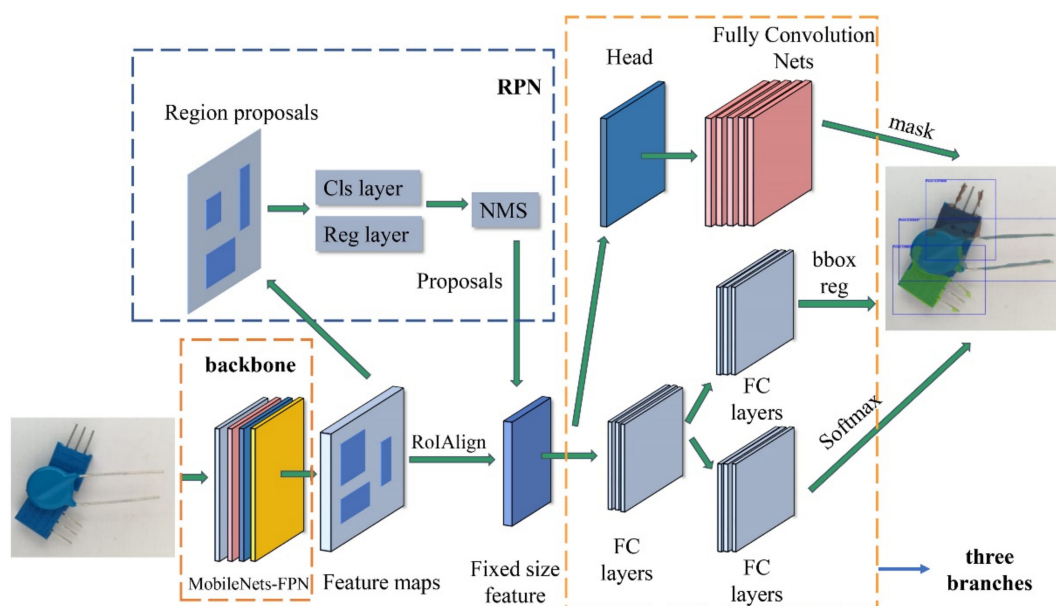 Fully Convolution
Nets
Head
RPN
Region proposals
mask
Cls layer
NMS
Reg layer
Proposals
bbox
reg
backbone
FC
layers
RoIAlign
Softmax
MobileNets-FPN
Feature maps
Fixed size
feature
FC
layers
FC
layers
three
branches